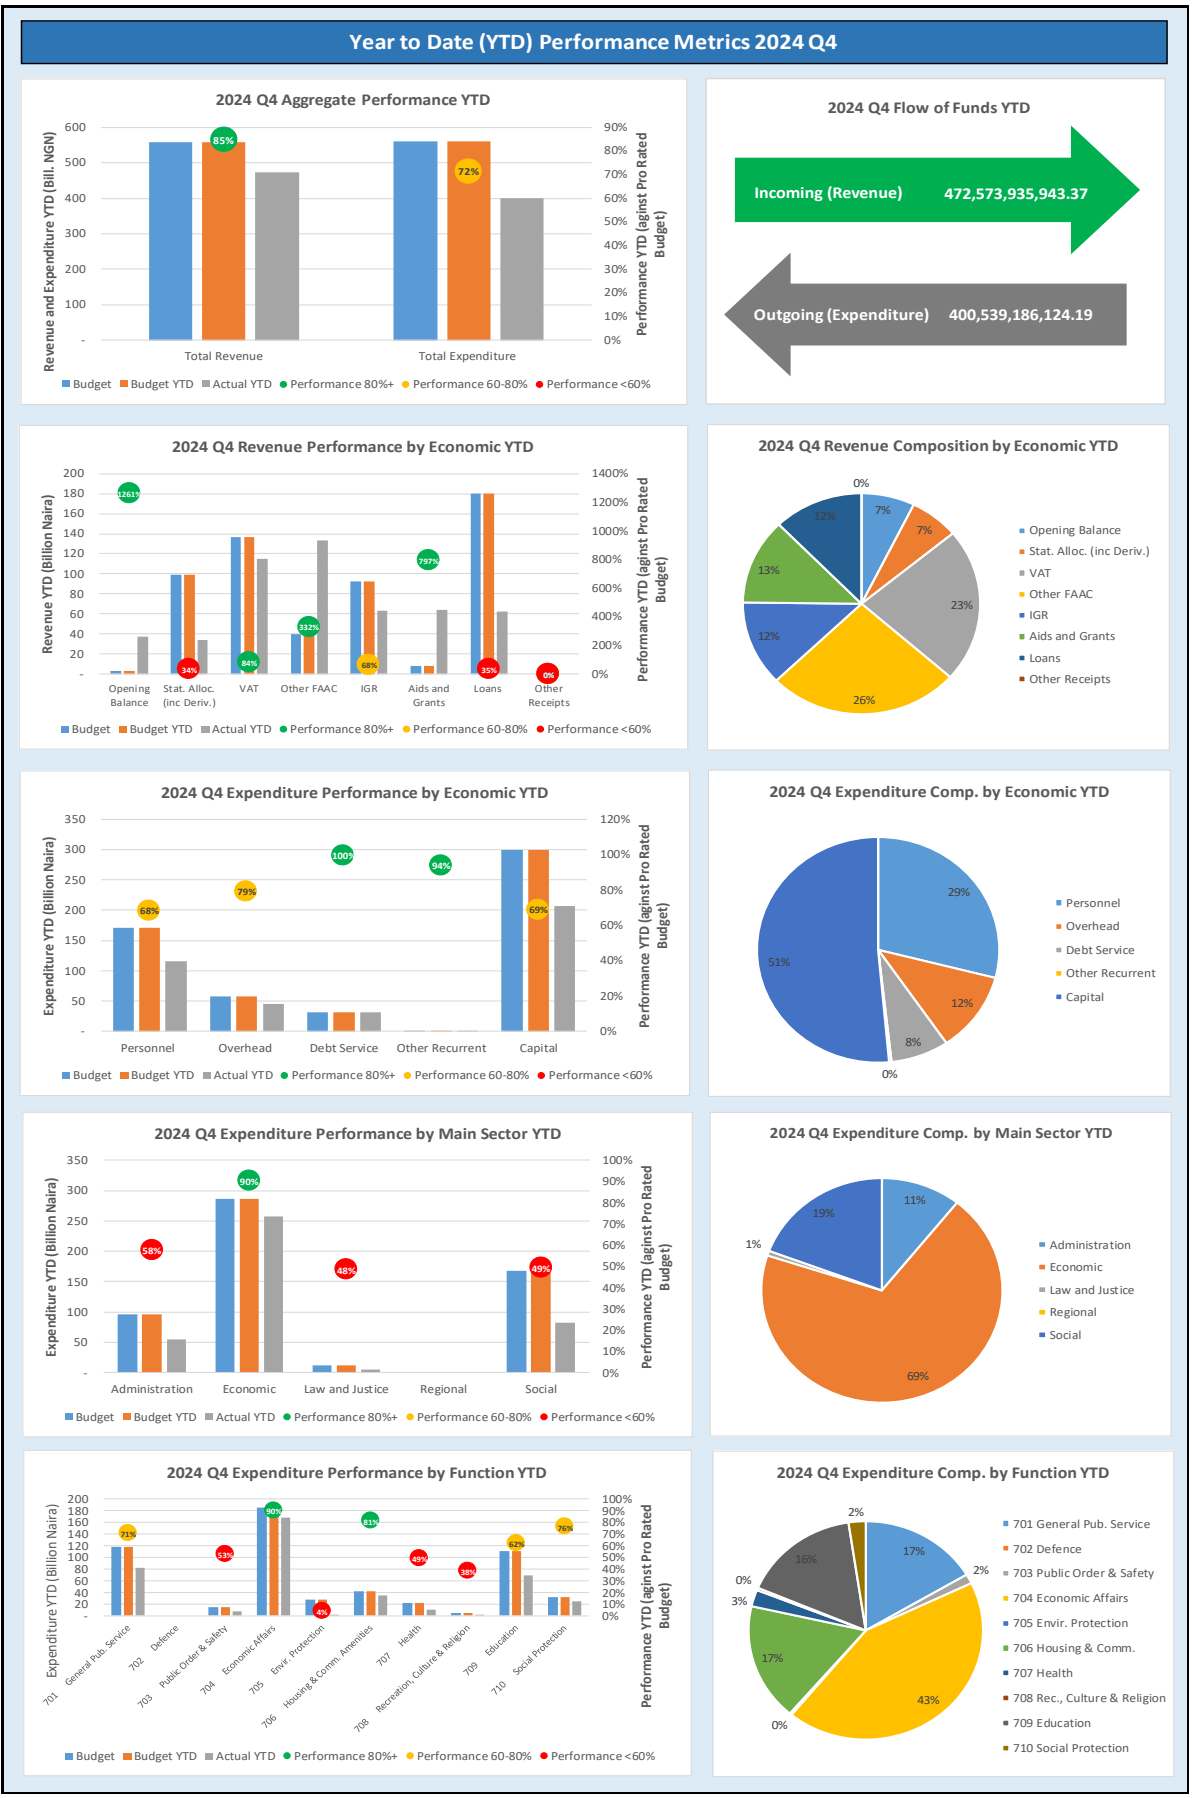 Year to Date (YTD) Performance Metrics 2024 Q4
2024 Q4 Aggregate Performance YTD
Revenue and Expenditure YTD (Bill. NGN)
600
500
400
300
200
100
-
90%
80%
70%
60%
50%
40%
30%
20%
10%
0%
Performance YTD (aginst Pro Rated
Budget)
85%
72%
Total Revenue
Total Expenditure
Budget
Budget YTD
Actual YTD
Performance 80%+
Performance 60-80%
Performance <60%
2024 Q4 Flow of Funds YTD
Incoming (Revenue) 472,573,935,943.37
Outgoing (Expenditure) 400,539,186,124.19
2024 Q4 Revenue Performance by Economic YTD
Revenue YTD (Billion Naira)
200
180
160
140
120
100
80
60
40
20
-
1400%
1200%
1000%
800%
600%
400%
200%
0%
Performance YTD (aginst Pro Rated
Budget)
1261%
34%
84%
332%
68%
797%
35%
0%
Opening
Balance
Stat. Alloc.
(inc Deriv.)
VAT
Other FAAC
IGR
Aids and
Grants
Loans
Other
Receipts
Budget
Budget YTD
Actual YTD
Performance 80%+
Performance 60-80%
Performance <60%
2024 Q4 Revenue Composition by Economic YTD
0%
7%
7%
23%
26%
12%
13%
12%
Opening Balance
Stat. Alloc. (inc Deriv.)
VAT
Other FAAC
IGR
Aids and Grants
Loans
Other Receipts
2024 Q4 Expenditure Performance by Economic YTD
Expenditure YTD (Billion Naira)
350
300
250
200
150
100
50
-
120%
100%
80%
60%
40%
20%
0%
Performance YTD (aginst Pro Rated
Budget)
68%
79%
100%
94%
69%
Personnel
Overhead
Debt Service
Other Recurrent
Capital
Budget
Budget YTD
Actual YTD
Performance 80%+
Performance 60-80%
Performance <60%
2024 Q4 Expenditure Comp. by Economic YTD
29%
12%
8%
0%
51%
Personnel
Overhead
Debt Service
Other Recurrent
Capital
2024 Q4 Expenditure Performance by Main Sector YTD
Expenditure YTD (Billion Naira)
350
300
250
200
150
100
50
-
100%
90%
80%
70%
60%
50%
40%
30%
20%
10%
0%
Performance YTD (aginst Pro Rated
Budget)
58%
90%
48%
49%
Administration
Economic
Law and Justice
Regional
Social
Budget
Budget YTD
Actual YTD
Performance 80%+
Performance 60-80%
Performance <60%
2024 Q4 Expenditure Comp. by Main Sector YTD
11%
69%
1%
19%
Administration
Economic
Law and Justice
Regional
Social
2024 Q4 Expenditure Performance by Function YTD
Expenditure YTD (Billion Naira)
200
180
160
140
120
100
80
60
40
20
-
100%
90%
80%
70%
60%
50%
40%
30%
20%
10%
0%
Performance YTD (aginst Pro Rated
Budget)
71%
53%
90%
4%
81%
49%
38%
62%
76%
701 General Pub. Service
702 Defence
703 Public Order & Safety
704 Economic Affairs
705 Envir. Protection
706 Housing & Comm. Amenities
707 Health
708 Recreation, Culture & Religion
709 Education
710 Social Protection
Budget
Budget YTD
Actual YTD
Performance 80%+
Performance 60-80%
Performance <60%
2024 Q4 Expenditure Comp. by Function YTD
17%
2%
43%
0%
17%
3%
0%
16%
2%
701 General Pub. Service
702 Defence
703 Public Order & Safety
704 Economic Affairs
705 Envir. Protection
706 Housing & Comm.
707 Health
708 Rec., Culture & Religion
709 Education
710 Social Protection